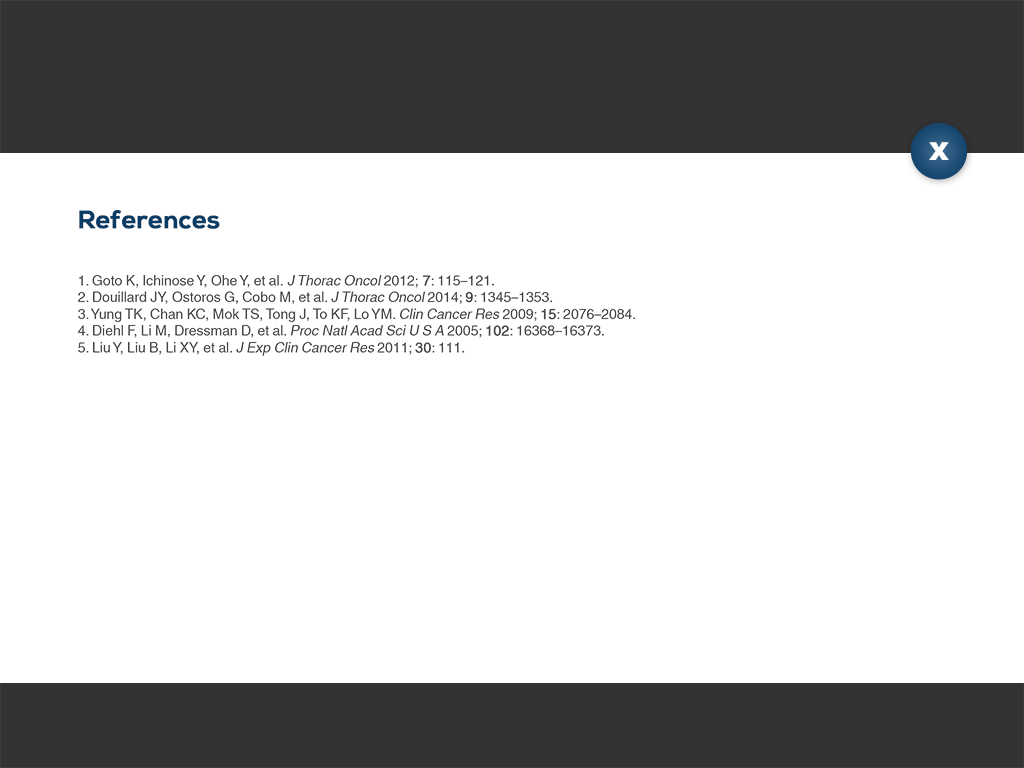 X
References
1. Goto K, Ichinose Y, Ohe Y, et al. J Thorac Oncol 2012; 7: 115–121.
2. Douillard JY, Ostoros G, Cobo M, et al. J Thorac Oncol 2014; 9: 1345–1353.
3. Yung TK, Chan KC, Mok TS, Tong J, To KF, Lo YM. Clin Cancer Res 2009; 15: 2076–2084.
4. Diehl F, Li M, Dressman D, et al. Proc Natl Acad Sci U S A 2005; 102: 16368–16373.
5. Liu Y, Liu B, Li XY, et al. J Exp Clin Cancer Res 2011; 30: 111.